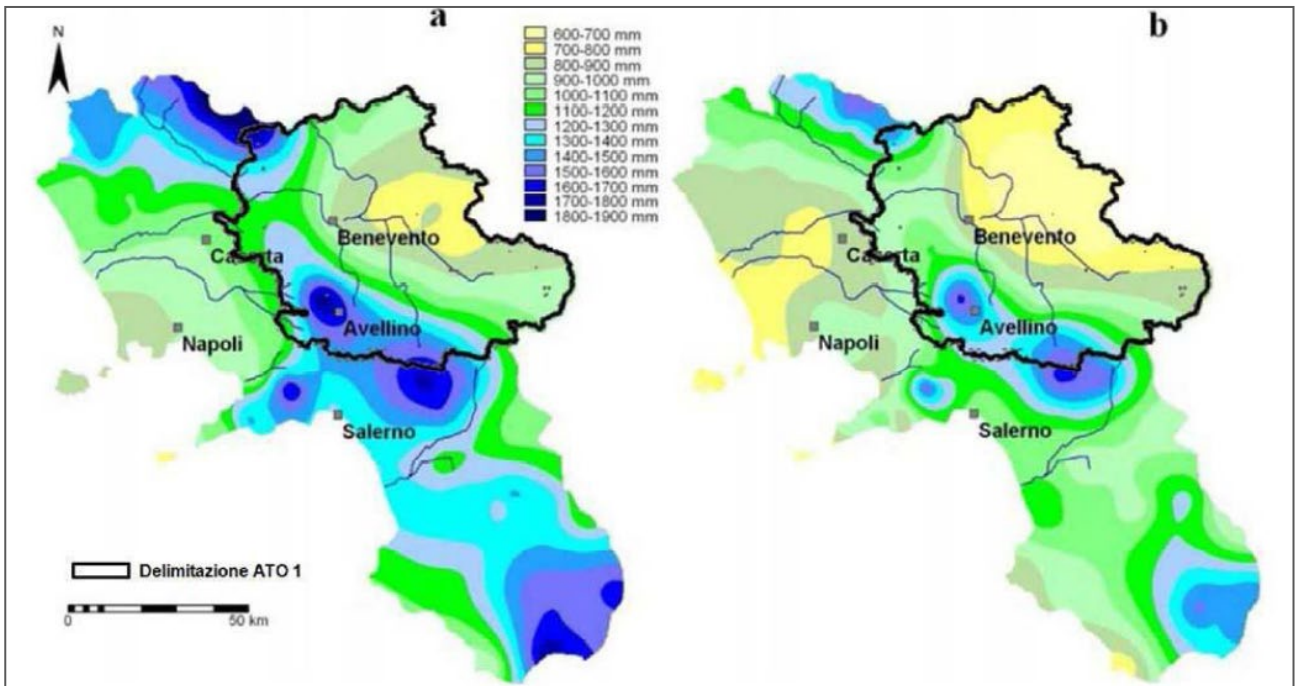 a
b
N
600-700 mm
700-800 mm
800-900 mm
900-1000 mm
1000-1100 mm
1100-1200 mm
1200-1300 mm
1300-1400 mm
1400-1500 mm
1500-1600 mm
1600-1700 mm
1700-1800 mm
1800-1900 mm
Benevento
Caserta
Avellino
Napoli
Salerno
Benevento
Caserta
Avellino
Napoli
Salerno
Delimitazione ATO 1
0 50 km